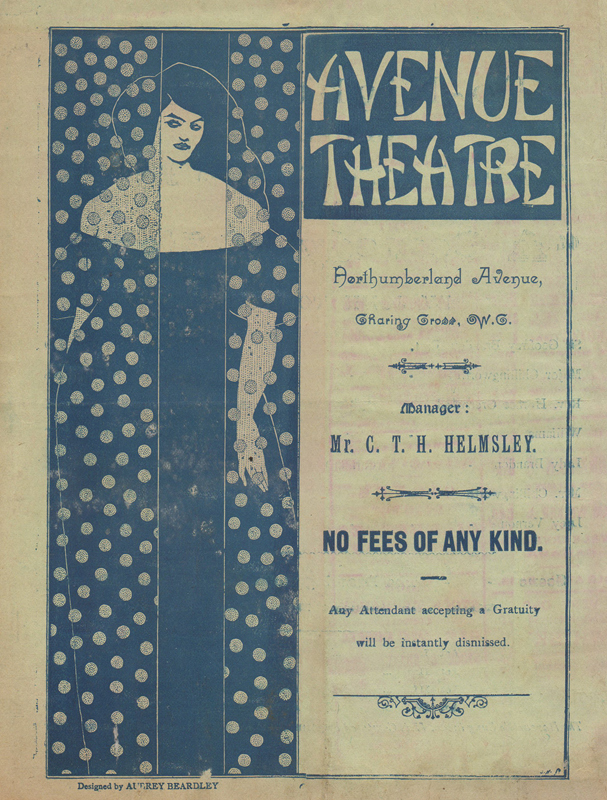 AVENUE
THEATRE
Northumberland Avenue,
Charing Cross, W.C.
Manager:
Mr. C. T. H. HELMSLEY.
NO FEES OF ANY KIND.
Any Attendant accepting a Gratuity
will be instantly dismissed.
Designed by AUBREY BEARDLEY